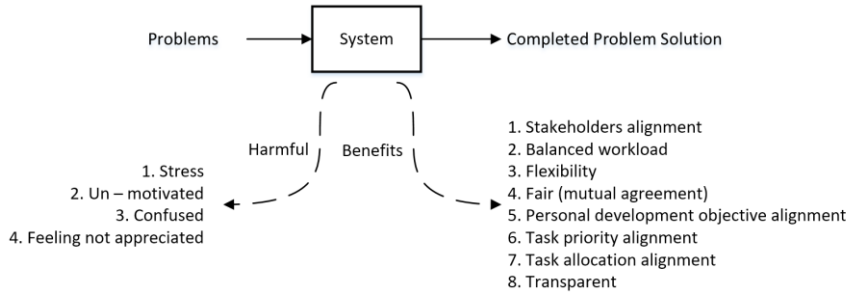 Problems
System
Completed Problem Solution
Harmful
Benefits
1. Stress
2. Un – motivated
3. Confused
4. Feeling not appreciated
1. Stakeholders alignment
2. Balanced workload
3. Flexibility
4. Fair (mutual agreement)
5. Personal development objective alignment
6. Task priority alignment
7. Task allocation alignment
8. Transparent